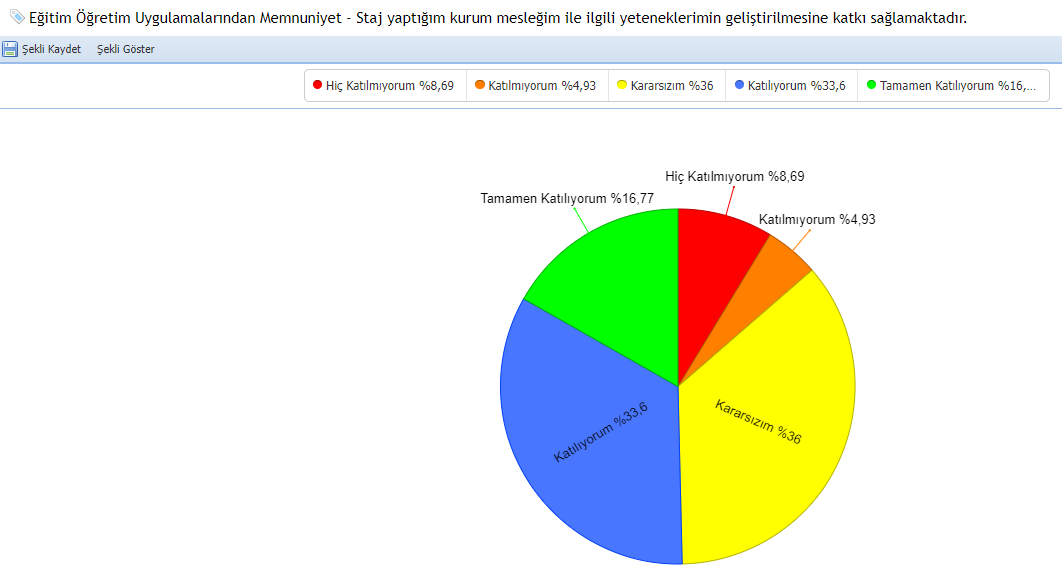 Eğitim Öğretim Uygulamalarından Memnuniyet - Staj yaptığım kurum mesleğim ile ilgili yeteneklerimin geliştirilmesine katkı sağlamaktadır.
Şekli Kaydet Şekli Göster
Hiç Katılmıyorum %8,69 Katılmıyorum %4,93 Kararsızım %36 Katılıyorum %33,6 Tamamen Katılıyorum %16,...
Hiç Katılmıyorum %8,69
Tamamen Katılıyorum %16,77
Katılmıyorum %4,93
Kararsızım %36
Katılıyorum %33,6